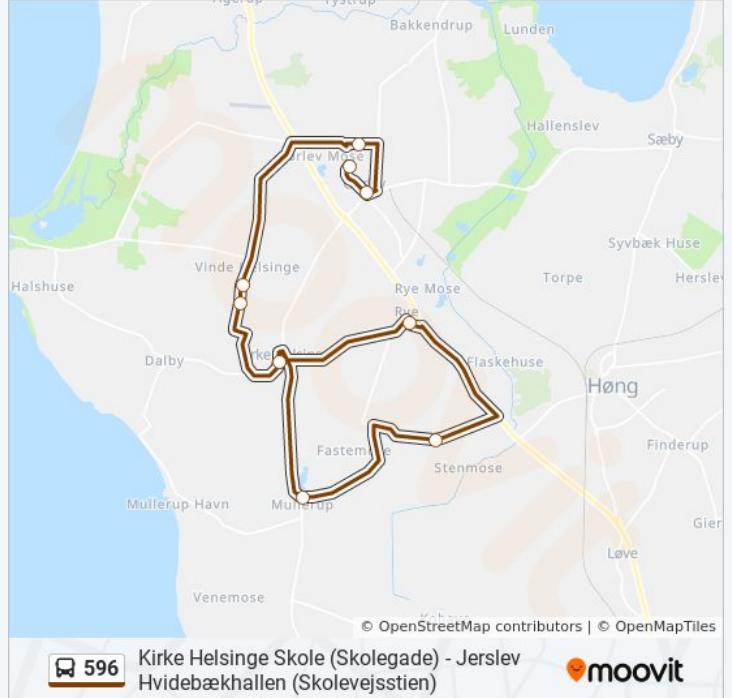 Agerup
Tystrup
Bakkendrup
Lunden
Hallenslev
Sæby
ørlev Mose
Syvbæk Huse
Vinde Helsinge
Torpe
Herslev
Halshuse
Rye Mose
Rye
Dalby
Kirke Helsinge
Flaskehuse
Høng
Finderup
Fastemose
Stenmose
Mullerup Havn
Mullerup
Gier
Løve
Venemose
© OpenStreetMap contributors | © OpenMapTiles
596
Kirke Helsinge Skole (Skolegade) - Jerslev
Hvidebækhallen (Skolevejsstien)
moovit